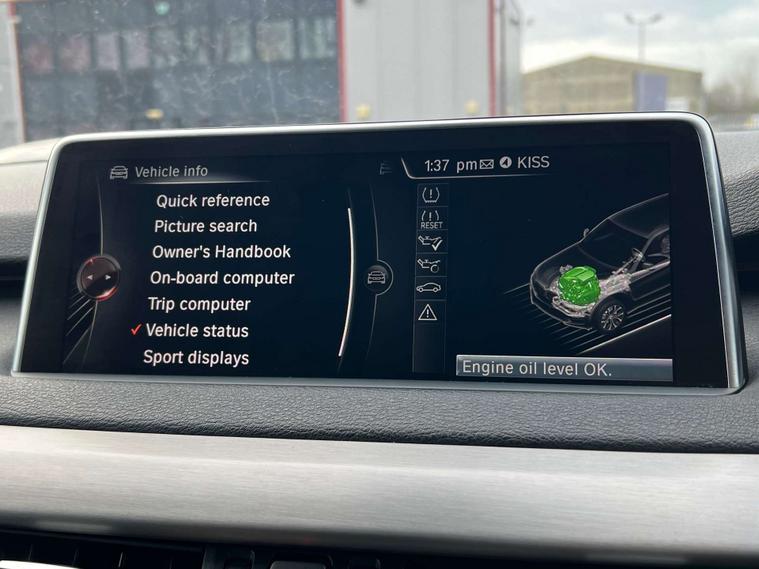 Vehicle info
1:37 pm KISS
Quick reference
Picture search
Owner's Handbook
On-board computer
Trip computer
Vehicle status
Sport displays
RESET
Engine oil level OK.